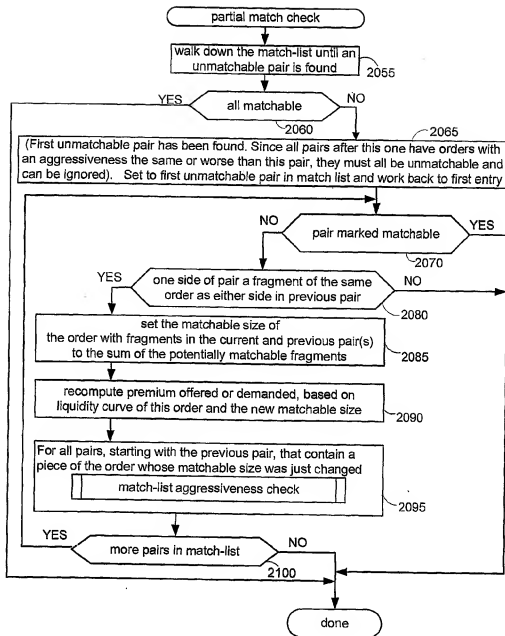 partial match check
walk down the match-list until an
unmatchable pair is found
2055
YES
NO
all matchable
2060
2065
(First unmatchable pair has been found. Since all pairs after this one have orders with
an aggressiveness the same or worse than this pair, they must all be unmatchable and
can be ignored). Set to first unmatchable pair in match list and work back to first entry
NO
YES
pair marked matchable
2070
YES
NO
one side of pair a fragment of the same
order as either side in previous pair
2080
set the matchable size of
the order with fragments in the current and previous pair(s)
to the sum of the potentially matchable fragments
2085
recompute premium offered or demanded, based on
liquidity curve of this order and the new matchable size
2090
For all pairs, starting with the previous pair, that contain a
piece of the order whose matchable size was just changed
match-list aggressiveness check
2095
YES
NO
more pairs in match-list
2100
done